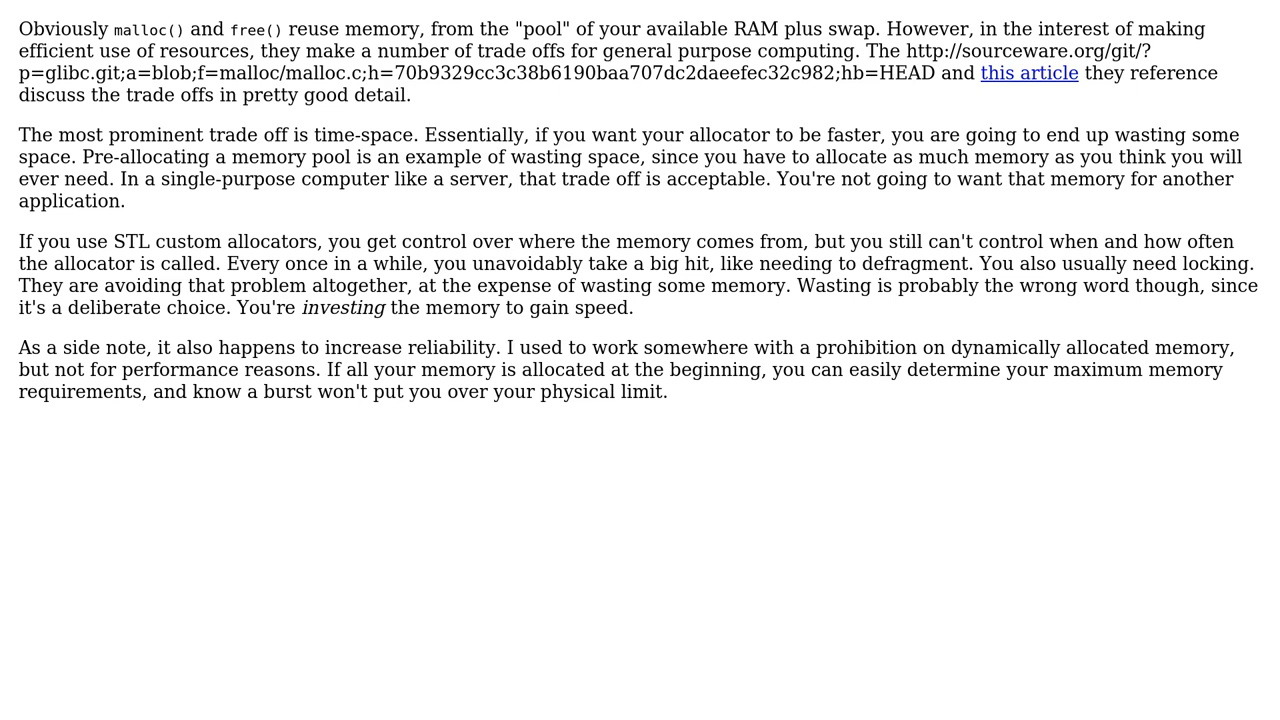 Obviously malloc() and free() reuse memory, from the "pool" of your available RAM plus swap. However, in the interest of making
efficient use of resources, they make a number of trade offs for general purpose computing. The http://sourceware.org/git/?
p=glibc.git;a=blob;f=malloc/malloc.c;h=70b9329cc3c38b6190baa707dc2daeefec32c982;hb=HEAD and this article they reference
discuss the trade offs in pretty good detail.
The most prominent trade off is time-space. Essentially, if you want your allocator to be faster, you are going to end up wasting some
space. Pre-allocating a memory pool is an example of wasting space, since you have to allocate as much memory as you think you will
ever need. In a single-purpose computer like a server, that trade off is acceptable. You're not going to want that memory for another
application.
If you use STL custom allocators, you get control over where the memory comes from, but you still can't control when and how often
the allocator is called. Every once in a while, you unavoidably take a big hit, like needing to defragment. You also usually need locking.
They are avoiding that problem altogether, at the expense of wasting some memory. Wasting is probably the wrong word though, since
it's a deliberate choice. You're investing the memory to gain speed.
As a side note, it also happens to increase reliability. I used to work somewhere with a prohibition on dynamically allocated memory,
but not for performance reasons. If all your memory is allocated at the beginning, you can easily determine your maximum memory
requirements, and know a burst won't put you over your physical limit.